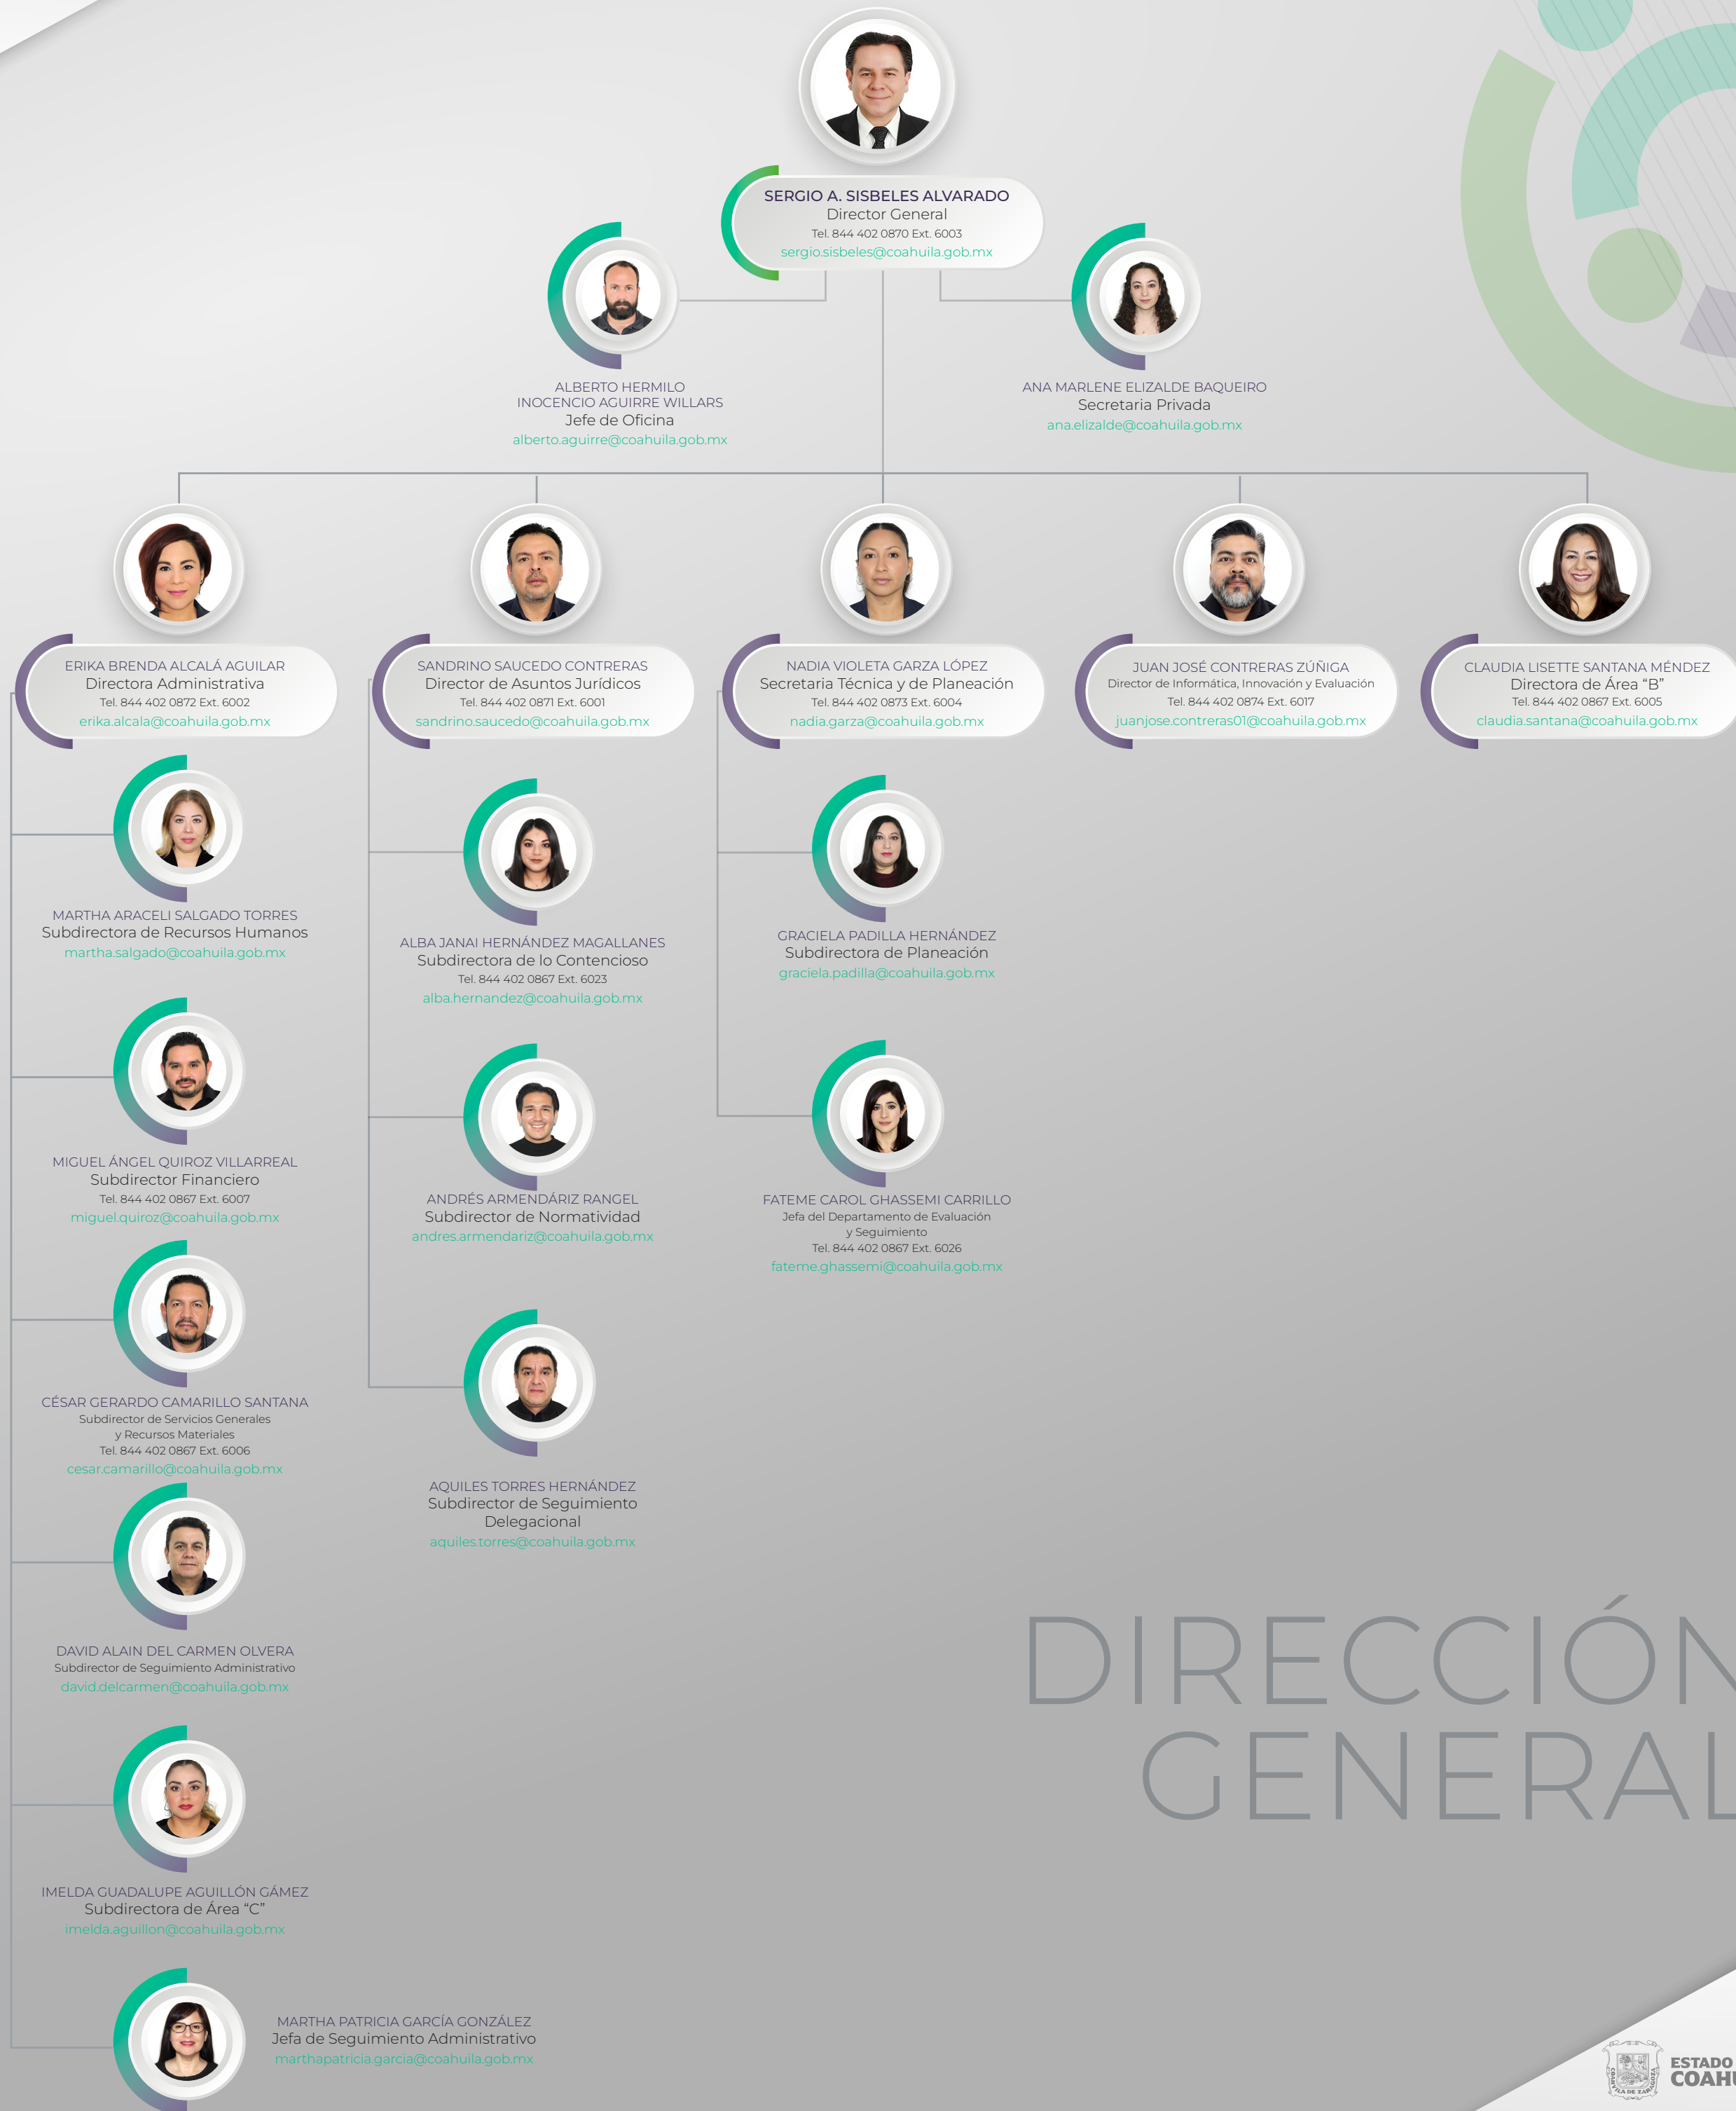 SERGIO A. SISBELES ALVARADO
Director General
Tel. 844 402 0870 Ext. 6003
sergio.sisbeles@coahuila.gob.mx
ALBERTO HERMILO
INOCENCIO AGUIRRE WILLARS
Jefe de Oficina
alberto.aguirre@coahuila.gob.mx
ANA MARLENE ELIZALDE BAQUEIRO
Secretaria Privada
ana.elizalde@coahuila.gob.mx
ERIKA BRENDA ALCALÁ AGUILAR
Directora Administrativa
Tel. 844 402 0872 Ext. 6002
erika.alcala@coahuila.gob.mx
SANDRINO SAUCEDO CONTRERAS
Director de Asuntos Jurídicos
Tel. 844 402 0871 Ext. 6001
sandrino.saucedo@coahuila.gob.mx
NADIA VIOLETA GARZA LÓPEZ
Secretaria Técnica y de Planeación
Tel. 844 402 0873 Ext. 6004
nadia.garza@coahuila.gob.mx
JUAN JOSÉ CONTRERAS ZÚÑIGA
Director de Informática, Innovación y Evaluación
Tel. 844 402 0874 Ext. 6017
juanjose.contreras01@coahuila.gob.mx
CLAUDIA LISETTE SANTANA MÉNDEZ
Directora de Área “B”
Tel. 844 402 0867 Ext. 6005
claudia.santana@coahuila.gob.mx
MARTHA ARACELI SALGADO TORRES
Subdirectora de Recursos Humanos
martha.salgado@coahuila.gob.mx
MIGUEL ÁNGEL QUIROZ VILLARREAL
Subdirector Financiero
Tel. 844 402 0867 Ext. 6007
miguel.quiroz@coahuila.gob.mx
CÉSAR GERARDO CAMARILLO SANTANA
Subdirector de Servicios Generales
y Recursos Materiales
Tel. 844 402 0867 Ext. 6006
cesar.camarillo@coahuila.gob.mx
DAVID ALAIN DEL CARMEN OLVERA
Subdirector de Seguimiento Administrativo
david.delcarmen@coahuila.gob.mx
IMELDA GUADALUPE AGUILLÓN GÁMEZ
Subdirectora de Área “C”
imelda.aguillon@coahuila.gob.mx
MARTHA PATRICIA GARCÍA GONZÁLEZ
Jefa de Seguimiento Administrativo
marthapatricia.garcia@coahuila.gob.mx
ALBA JANAI HERNÁNDEZ MAGALLANES
Subdirectora de lo Contencioso
Tel. 844 402 0867 Ext. 6023
alba.hernandez@coahuila.gob.mx
ANDRÉS ARMENDÁRIZ RANGEL
Subdirector de Normatividad
andres.armendariz@coahuila.gob.mx
AQUILES TORRES HERNÁNDEZ
Subdirector de Seguimiento
Delegacional
aquiles.torres@coahuila.gob.mx
GRACIELA PADILLA HERNÁNDEZ
Subdirectora de Planeación
graciela.padilla@coahuila.gob.mx
FATEME CAROL GHASSEMI CARRILLO
Jefa del Departamento de Evaluación
y Seguimiento
Tel. 844 402 0867 Ext. 6026
fateme.ghassemi@coahuila.gob.mx
DIRECCIÓN
GENERAL
ESTADO
COAHU